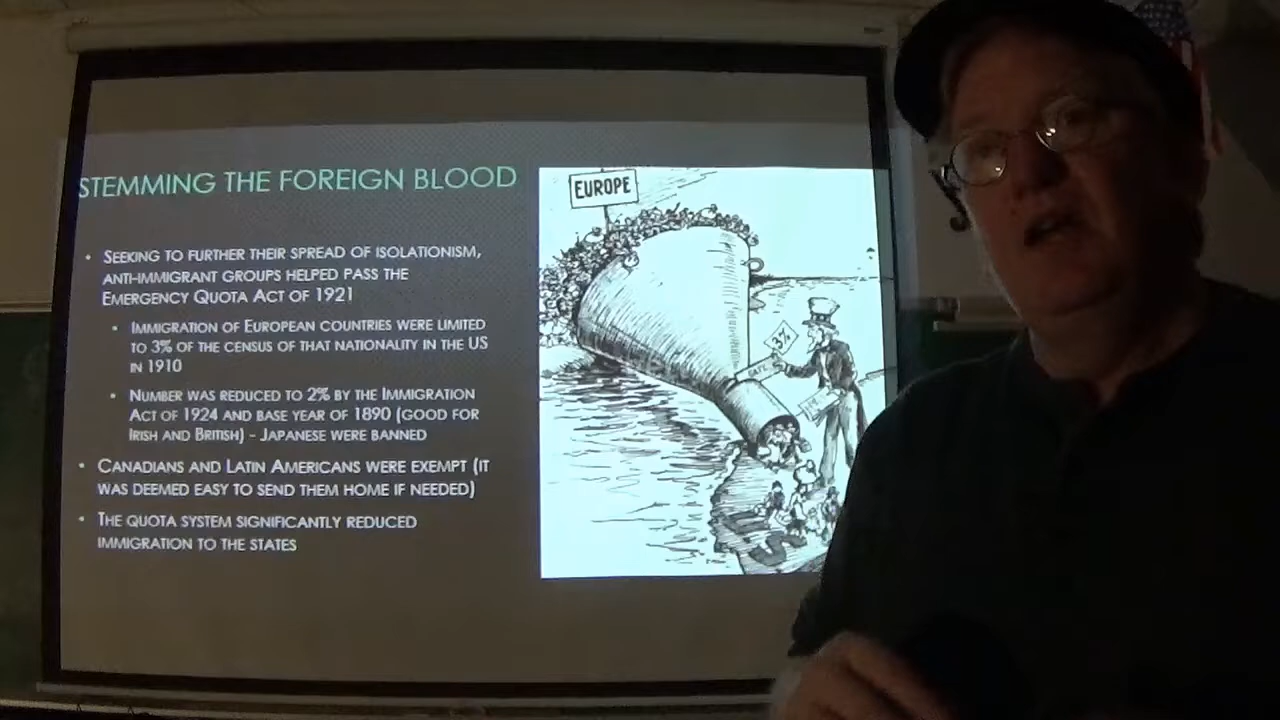 STEMMING THE FOREIGN BLOOD
• SEEKING TO FURTHER THEIR SPREAD OF ISOLATIONISM,
ANTI-IMMIGRANT GROUPS HELPED PASS THE
EMERGENCY QUOTA ACT OF 1921
• IMMIGRATION OF EUROPEAN COUNTRIES WERE LIMITED
TO 3% OF THE CENSUS OF THAT NATIONALITY IN THE US
IN 1910
• NUMBER WAS REDUCED TO 2% BY THE IMMIGRATION
ACT OF 1924 AND BASE YEAR OF 1890 (GOOD FOR
IRISH AND BRITISH) - JAPANESE WERE BANNED
• CANADIANS AND LATIN AMERICANS WERE EXEMPT (IT
WAS DEEMED EASY TO SEND THEM HOME IF NEEDED)
• THE QUOTA SYSTEM SIGNIFICANTLY REDUCED
IMMIGRATION TO THE STATES
EUROPE
3%
GATE